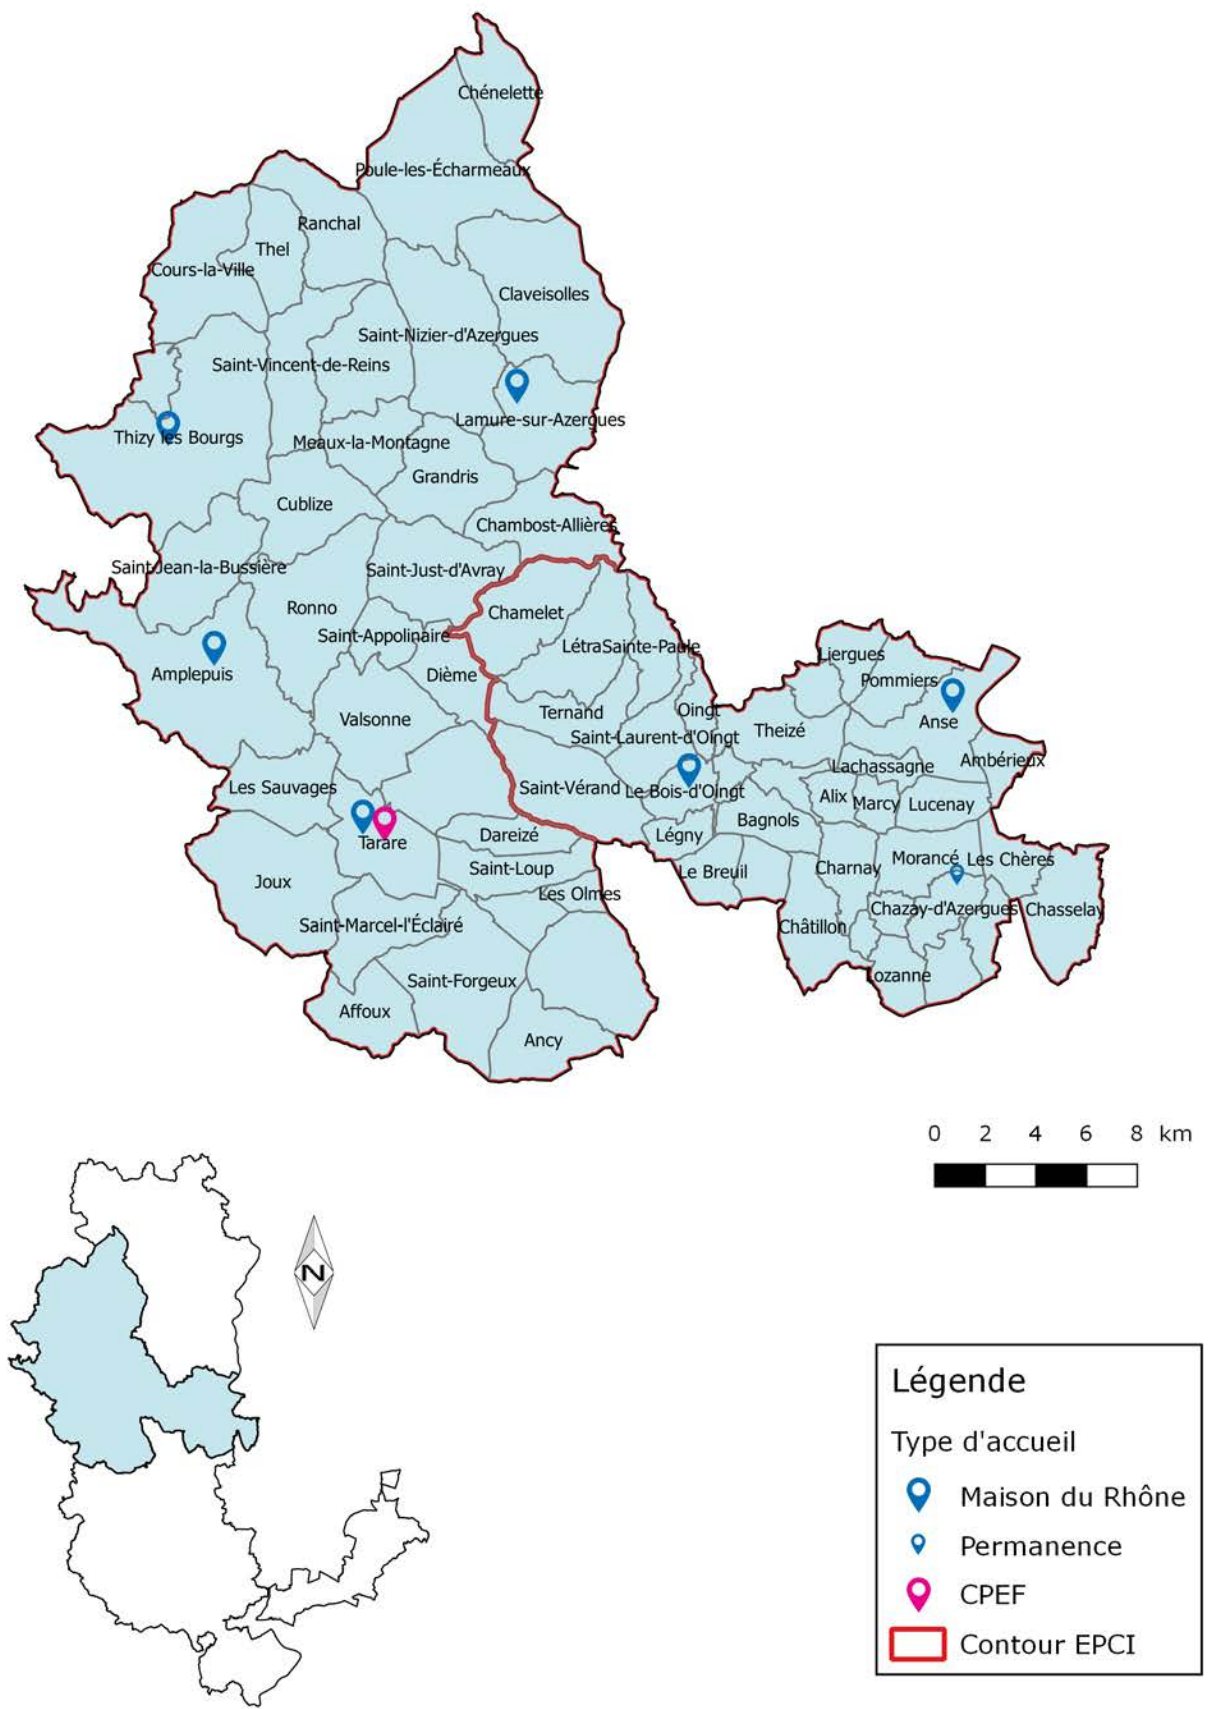 Chénelette
Poule-les-Écharmeaux
Ranchal
Thel
Cours-la-Ville
Claveisolles
Saint-Nizier-d'Azergues
Saint-Vincent-de-Reins
Lamure-sur-Azergues
Thizy les Bourgs
Meaux-la-Montagne
Grandris
Cublize
Chambost-Allières
Saint-Jean-la-Bussière
Saint-Just-d'Avray
Ronno
Chamelet
Saint-Appolinaire
Létra
Sainte-Paule
Liergues
Amplepuis
Dième
Pommiers
Valsonne
Ternand
Oingt
Anse
Saint-Laurent-d'Oingt
Theizé
Lachassagne
Ambérieux
Les Sauvages
Saint-Vérand
Le Bois-d'Oingt
Alix
Marcy
Lucenay
Bagnols
Tarare
Dareizé
Légny
Saint-Loup
Le Breuil
Charnay
Morancé
Les Chères
Joux
Les Olmes
Chazay-d'Azergues
Chasselay
Saint-Marcel-l'Éclairé
Châtillon
Saint-Forgeux
Lozanne
Affoux
Ancy
0 2 4 6 8 km
N
Légende
Type d'accueil
Maison du Rhône
Permanence
CPEF
Contour EPCI